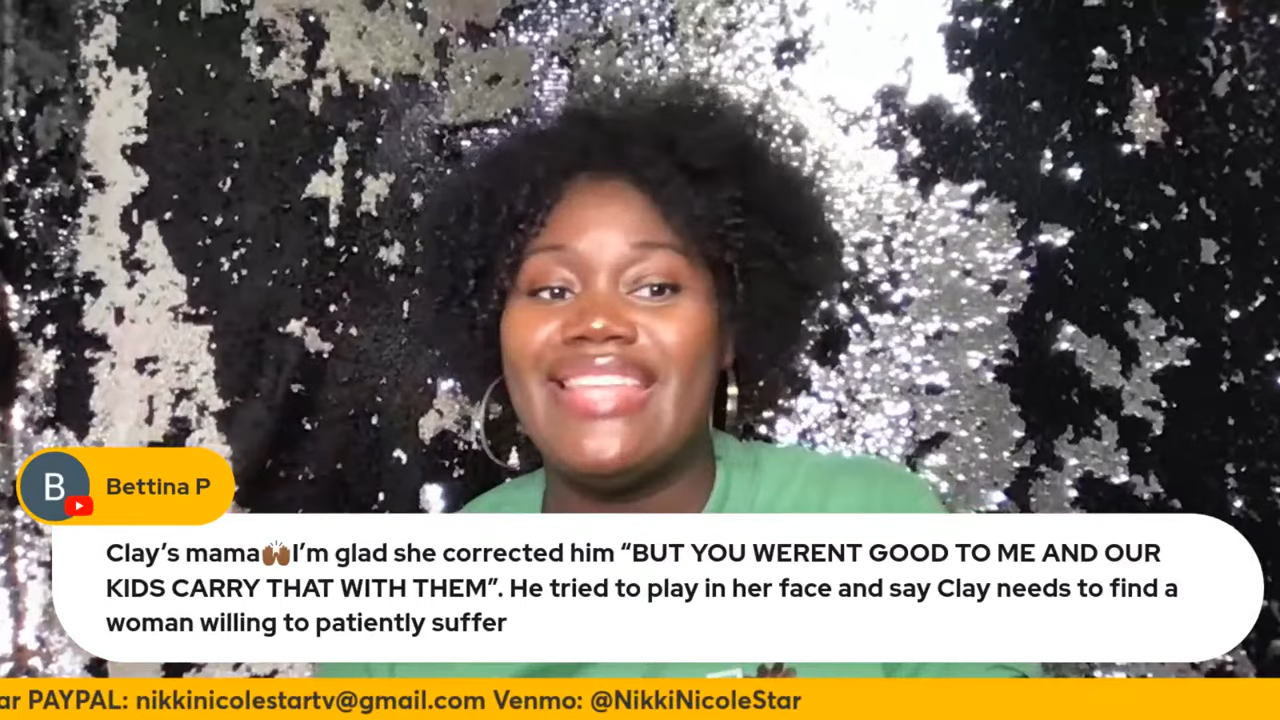 B
Bettina P
Clay’s mama🙌🏾I’m glad she corrected him “BUT YOU WERENT GOOD TO ME AND OUR
KIDS CARRY THAT WITH THEM”. He tried to play in her face and say Clay needs to find a
woman willing to patiently suffer
ar PAYPAL: nikkinicolestartv@gmail.com Venmo: @NikkiNicoleStar